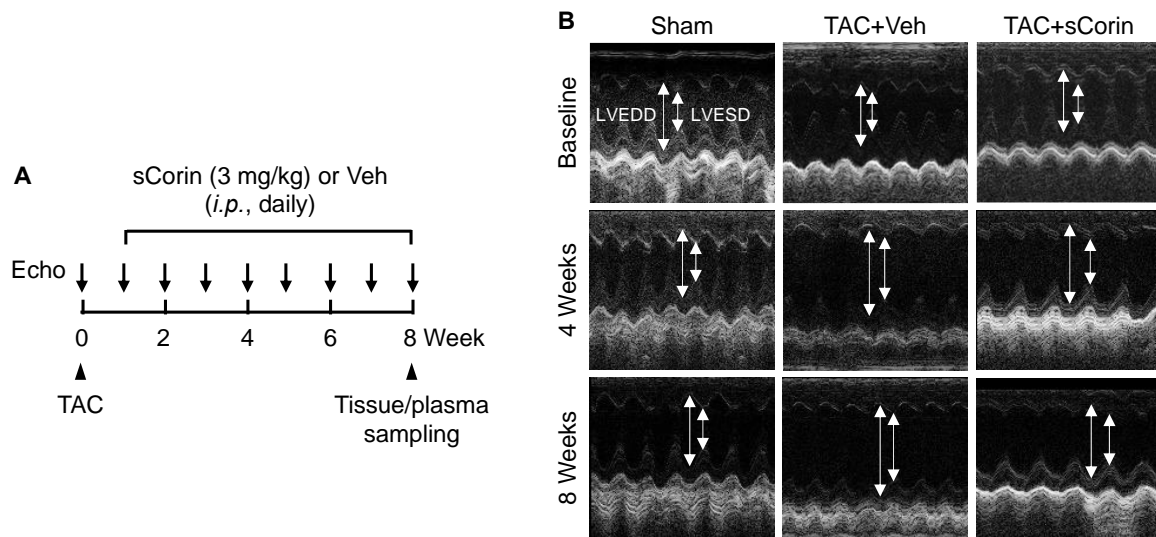 A
sCorin (3 mg/kg) or Veh
(i.p., daily)
Echo
0 2 4 6 8 Week
TAC
Tissue/plasma
sampling
B
Sham TAC+Veh TAC+sCorin
Baseline
LVEDD LVESD
4 Weeks
8 Weeks